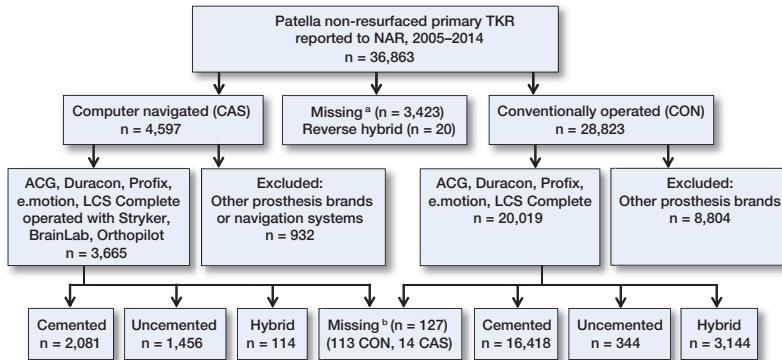 Patella non-resurfaced primary TKR
reported to NAR, 2005–2014
n = 36,863
Computer navigated (CAS)
n = 4,597
Missing ᵃ (n = 3,423)
Reverse hybrid (n = 20)
Conventionally operated (CON)
n = 28,823
ACG, Duracon, Profix,
e.motion, LCS Complete
operated with Stryker,
BrainLab, Orthopilot
n = 3,665
Excluded:
Other prosthesis brands
or navigation systems
n = 932
ACG, Duracon, Profix,
e.motion, LCS Complete
n = 20,019
Excluded:
Other prosthesis brands
n = 8,804
Cemented
n = 2,081
Uncemented
n = 1,456
Hybrid
n = 114
Missing ᵇ (n = 127)
(113 CON, 14 CAS)
Cemented
n = 16,418
Uncemented
n = 344
Hybrid
n = 3,144